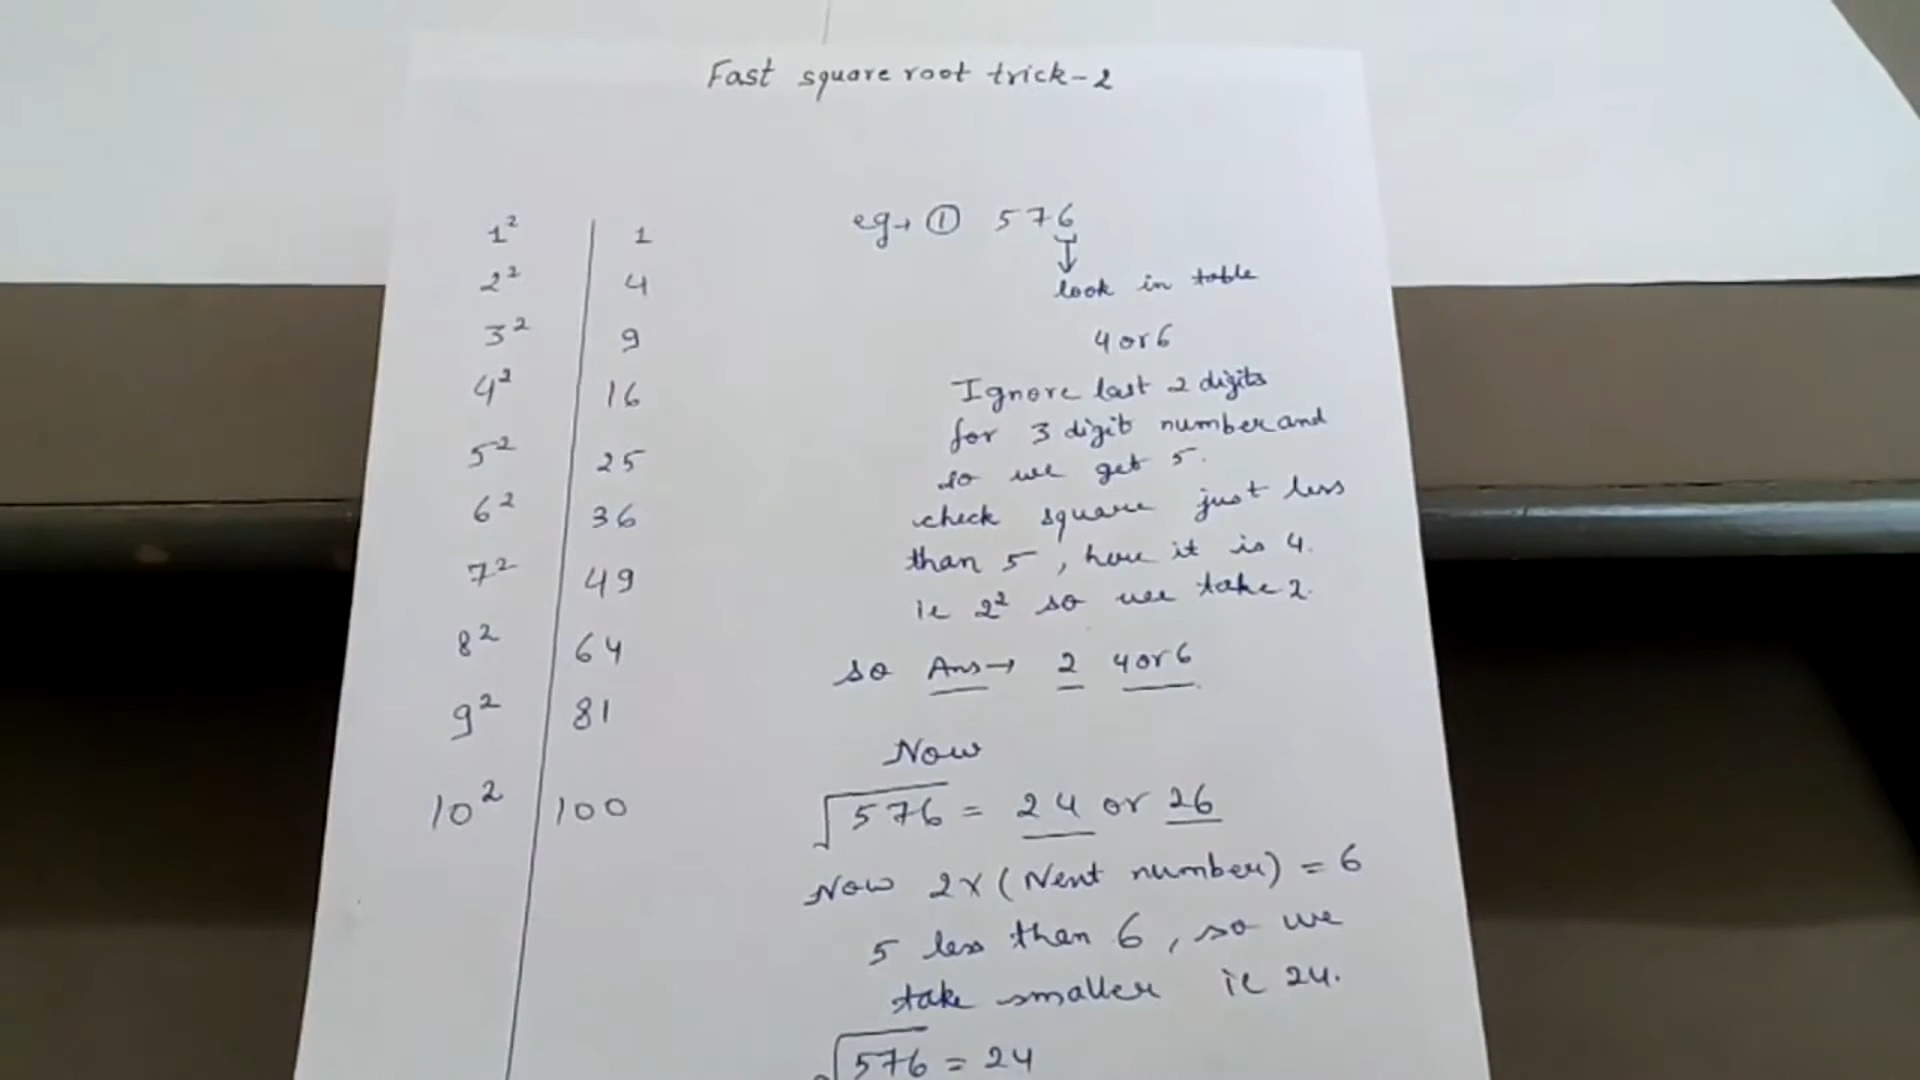 Fast square root trick-2
1² 1
2² 4
3² 9
4² 16
5² 25
6² 36
7² 49
8² 64
9² 81
10² 100
eg→ ① 576
look in table
4 or 6
Ignore last 2 digits
for 3 digit number and
so we get 5.
check square just less
than 5, here it is 4.
ie 2² so we take 2.
so Ans→ 2 4 or 6
Now
√576 = 24 or 26
Now 2x (Next number) = 6
5 less than 6, so we
take smaller ie 24.
√576 = 24